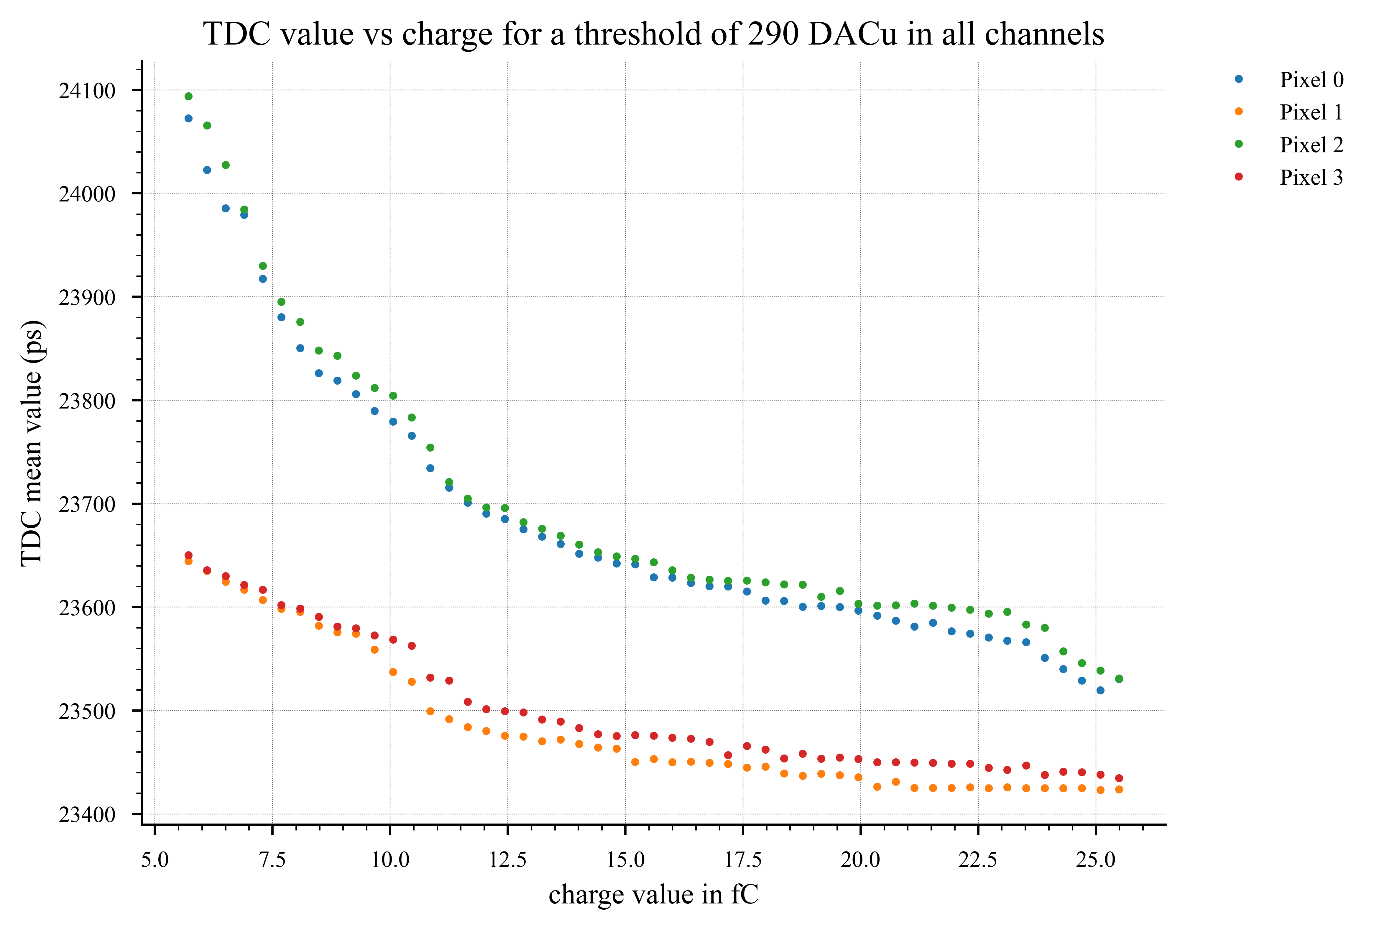 TDC value vs charge for a threshold of 290 DACu in all channels
Pixel 0
Pixel 1
Pixel 2
Pixel 3
24100
24000
23900
23800
23700
23600
23500
23400
TDC mean value (ps)
5.0 7.5 10.0 12.5 15.0 17.5 20.0 22.5 25.0
charge value in fC